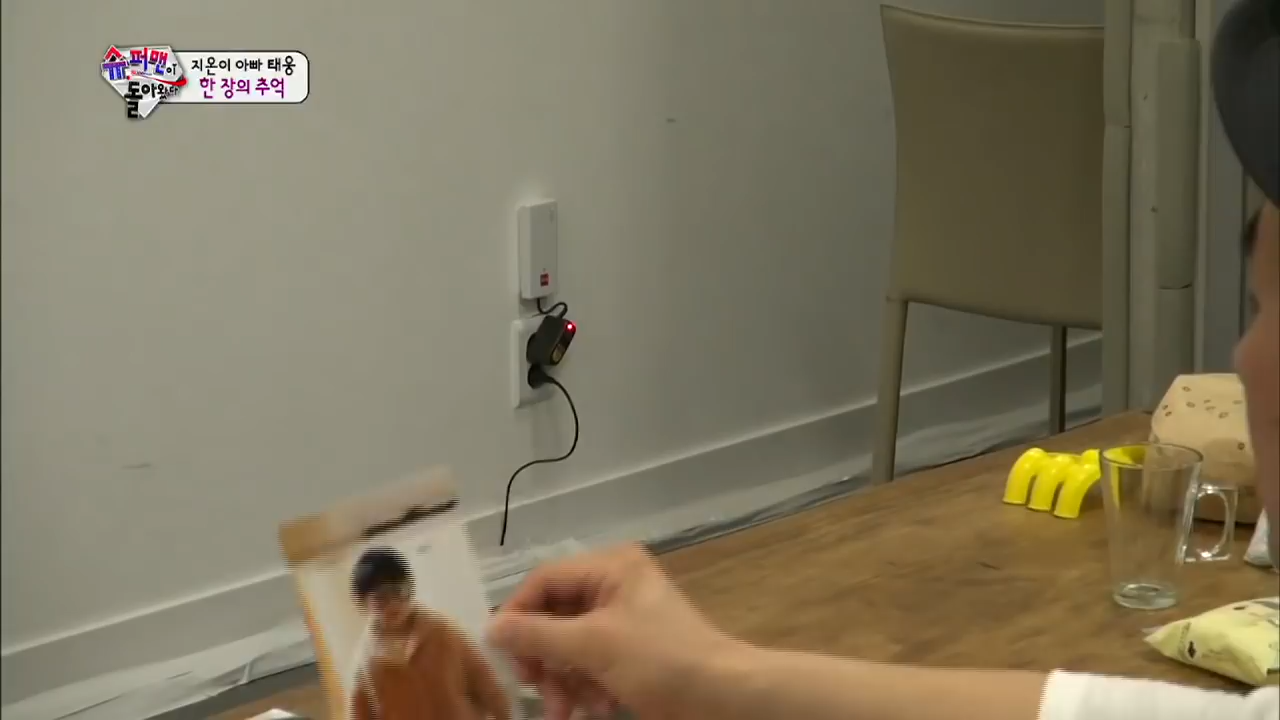 슈퍼맨이
돌아왔다
지온이 아빠 태웅
한 장의 추억